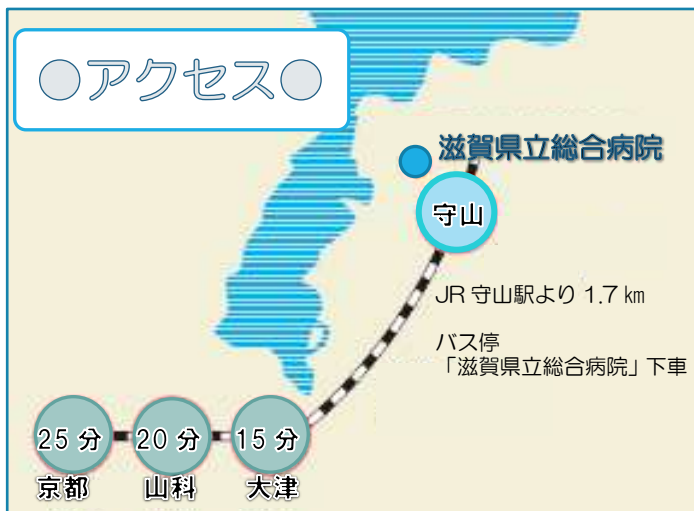 ●アクセス●
滋賀県立総合病院
守山
JR 守山駅より 1.7 ㎞
バス停
「滋賀県立総合病院」下車
25 分
20 分
15 分
京都
山科
大津